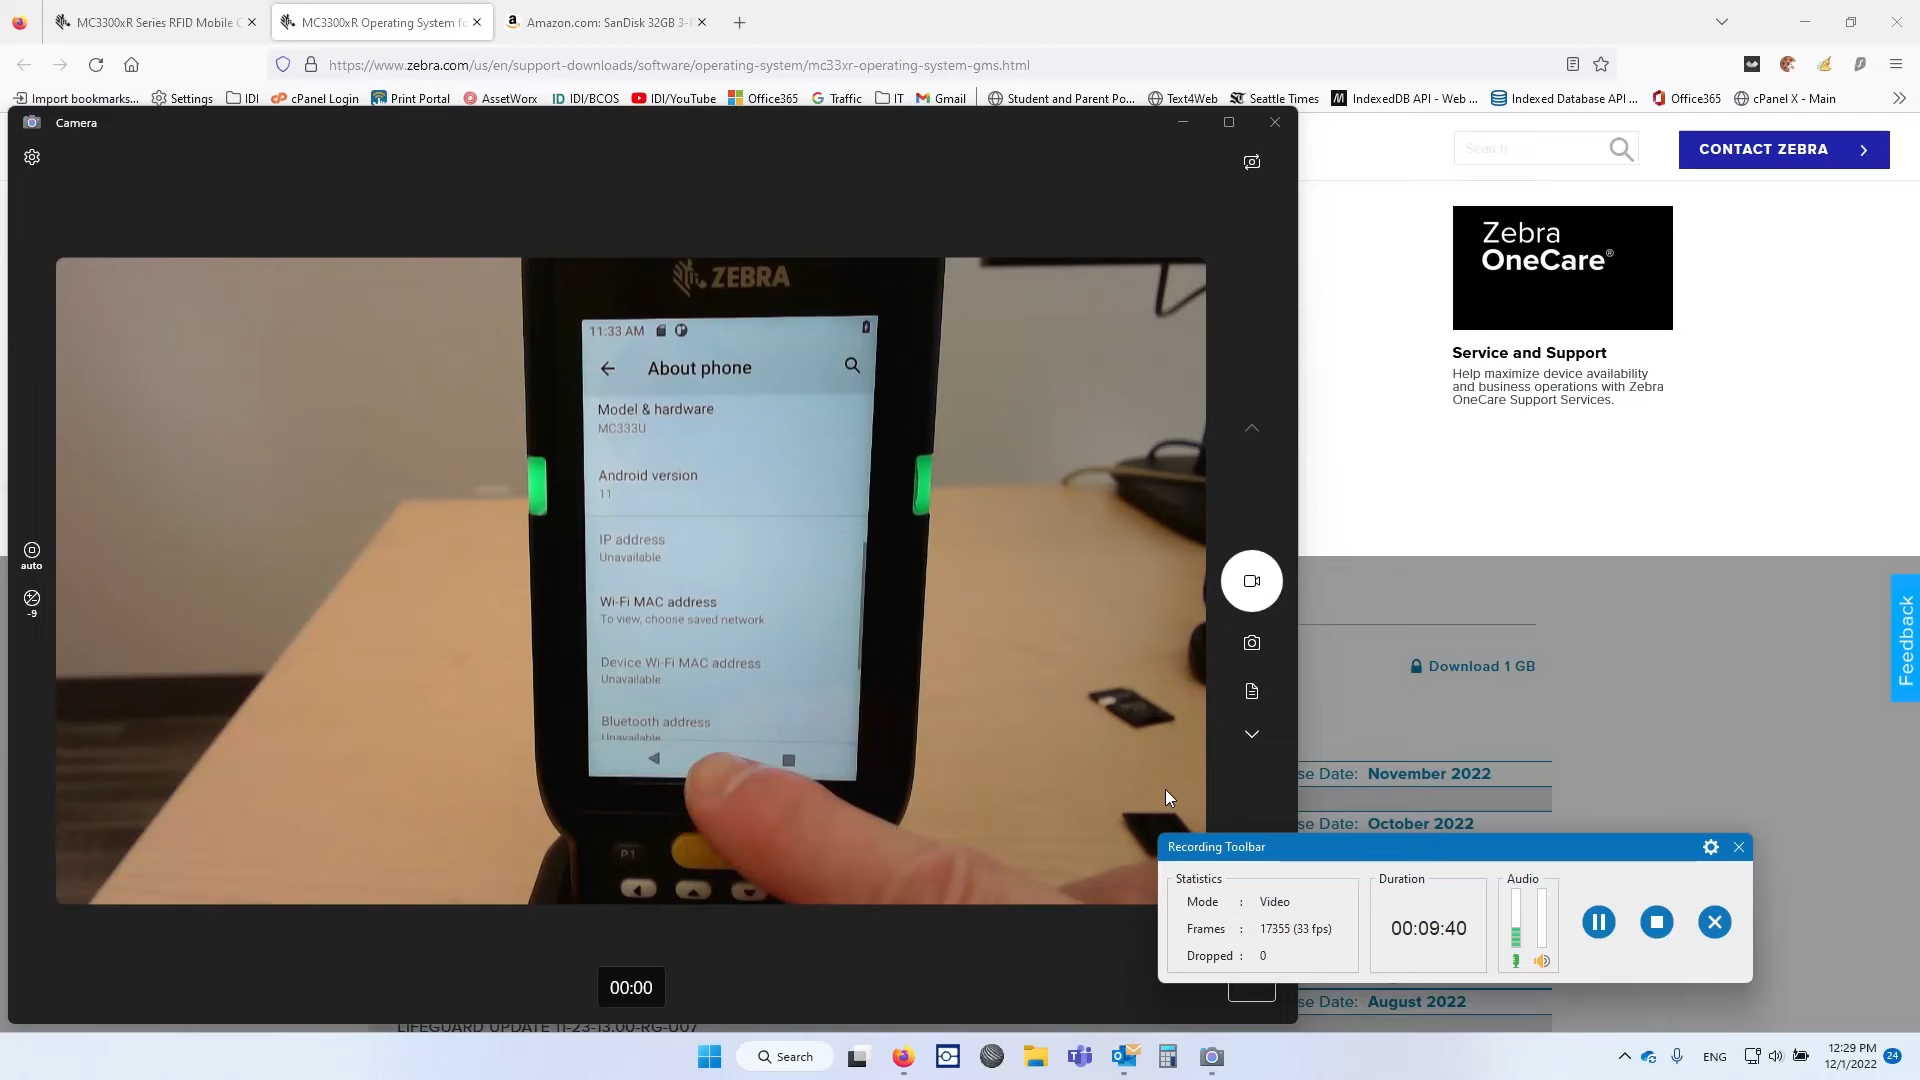 MC3300xR Series RFID Mobile C
MC3300xR Operating System fo
Amazon.com: SanDisk 32GB 3-
https://www.zebra.com/us/en/support-downloads/software/operating-system/mc33xr-operating-system-gms.html
Import bookmarks...
Settings
IDI
cPanel Login
Print Portal
AssetWorx
IDI/BCOS
IDI/YouTube
Office365
Traffic
IT
Gmail
Student and Parent Po...
Text4Web
Seattle Times
IndexedDB API - Web ...
Indexed Database API ...
Office365
cPanel X - Main
Camera
Search
CONTACT ZEBRA
Zebra
OneCare®
Service and Support
Help maximize device availability
and business operations with Zebra
OneCare Support Services.
ZEBRA
11:33 AM
About phone
Model & hardware
MC333U
Android version
11
IP address
Unavailable
Wi-Fi MAC address
To view, choose saved network
Device Wi-Fi MAC address
Unavailable
Bluetooth address
Unavailable
P1
auto
-9
Download 1 GB
Feedback
se Date: November 2022
se Date: October 2022
Recording Toolbar
Statistics
Mode : Video
Frames : 17355 (33 fps)
Dropped : 0
Duration
00:09:40
Audio
00:00
se Date: August 2022
LIFEGUARD UPDATE 11-23-13.00-RG-U07
Search
ENG
12:29 PM
12/1/2022
24